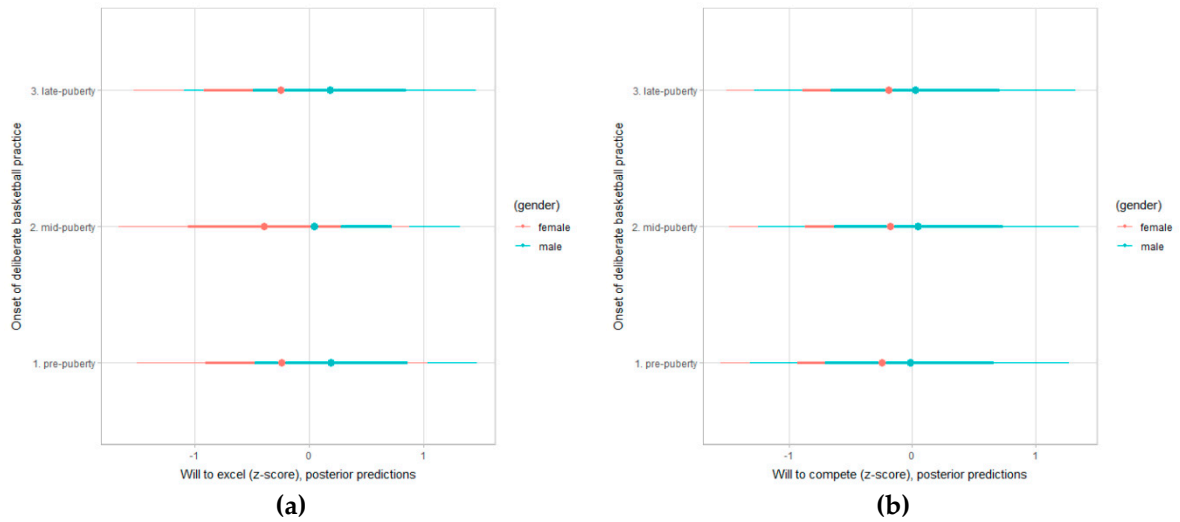 3. late-puberty
2. mid-puberty
1. pre-puberty
Onset of deliberate basketball practice
-1
0
1
Will to excel (z-score), posterior predictions
(gender)
female
male
(a)
3. late-puberty
2. mid-puberty
1. pre-puberty
Onset of deliberate basketball practice
-1
0
1
Will to compete (z-score), posterior predictions
(gender)
female
male
(b)